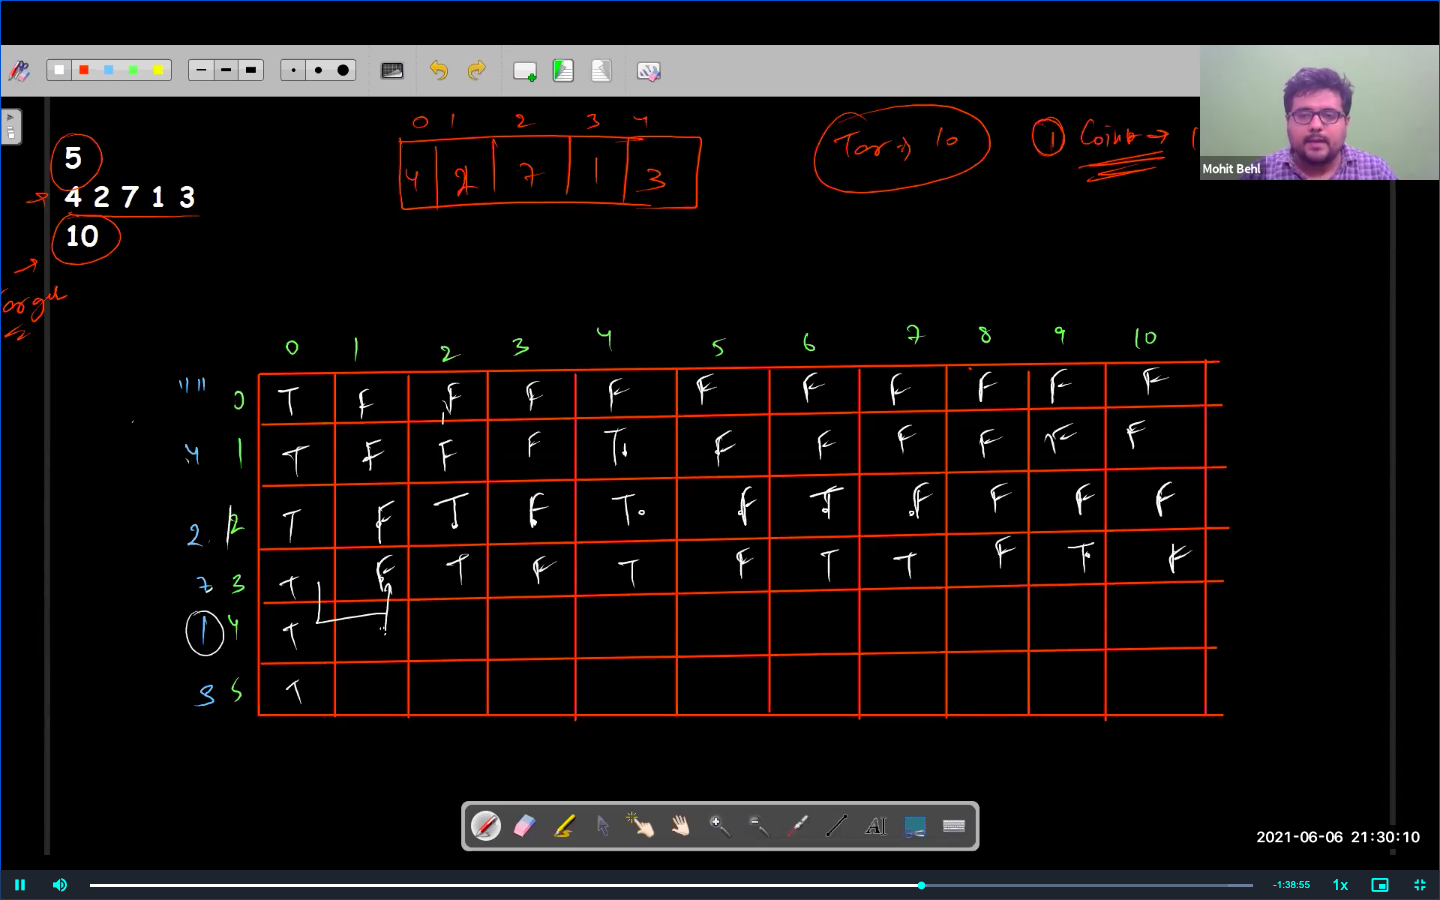 0 1 2 3 4
5
Tar → 10
① Coin
4 2 7 1 3
4 2 7 1 3
Mohit Behl
10
Target
0 1 2 3 4 5 6 7 8 9 10
"" 0 T F F F F F F F F F F
4 1 T F F F T F F F F F F
2 2 T F T F T F T F F F F
7 3 T F T F T F T T F T F
1 4 T
3 5 T
AI
2021-06-06 21:30:10
-1:38:55 1x